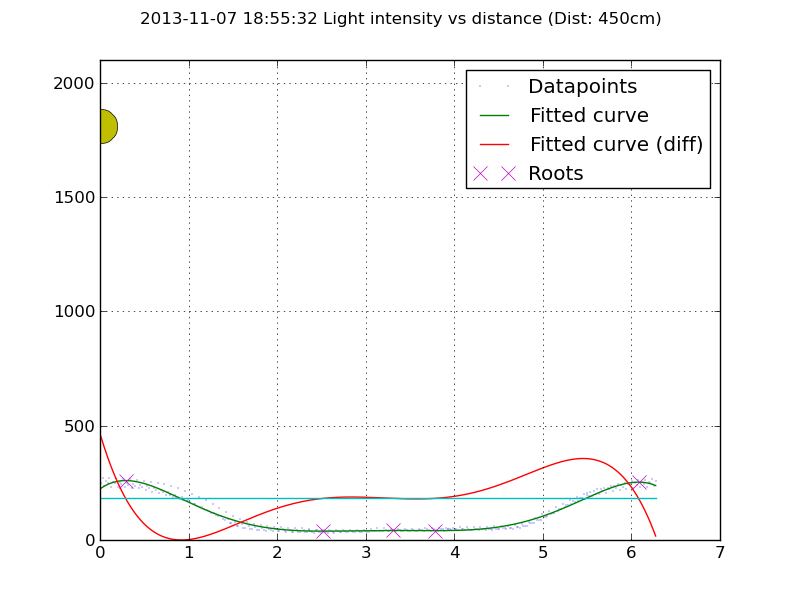 2013-11-07 18:55:32 Light intensity vs distance (Dist: 450cm)
2000
1500
1000
500
0
Datapoints
Fitted curve
Fitted curve (diff)
Roots
0 1 2 3 4 5 6 7